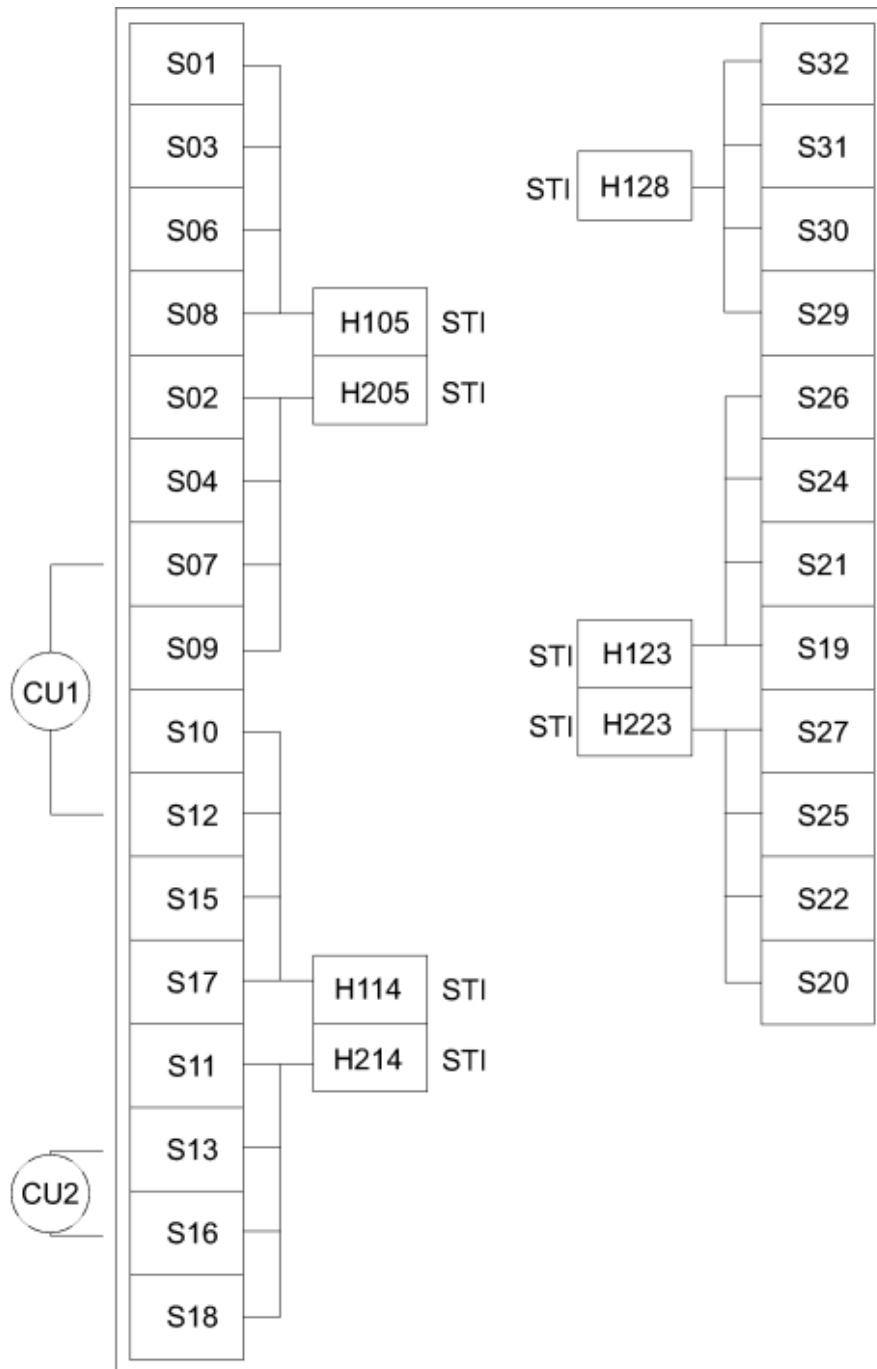 S01
S03
S06
S08
S02
S04
S07
S09
S10
S12
S15
S17
S11
S13
S16
S18
CU1
CU2
H105 STI
H205 STI
H114 STI
H214 STI
STI H128
STI H123
STI H223
S32
S31
S30
S29
S26
S24
S21
S19
S27
S25
S22
S20